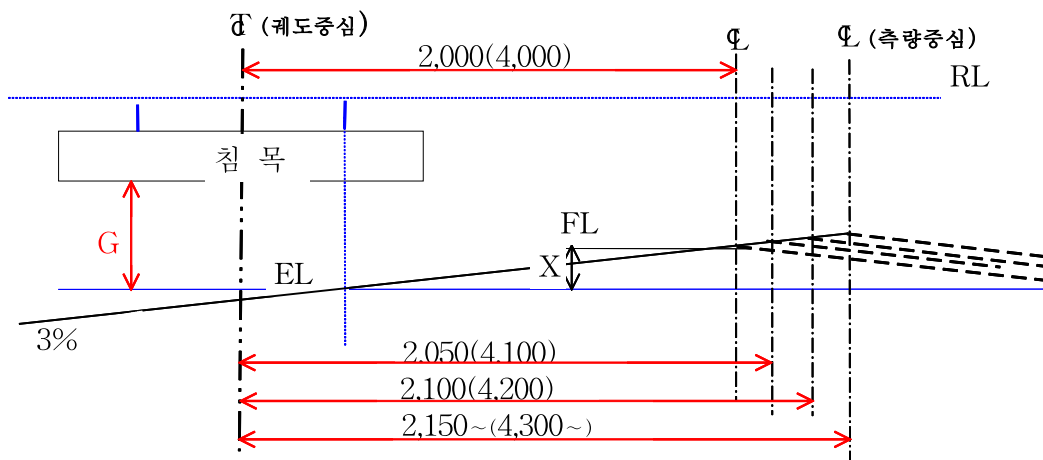 ℄ (궤도중심)
℄
℄ (측량중심)
2,000(4,000)
RL
침 목
G
FL
X
EL
3%
2,050(4,100)
2,100(4,200)
2,150~(4,300~)